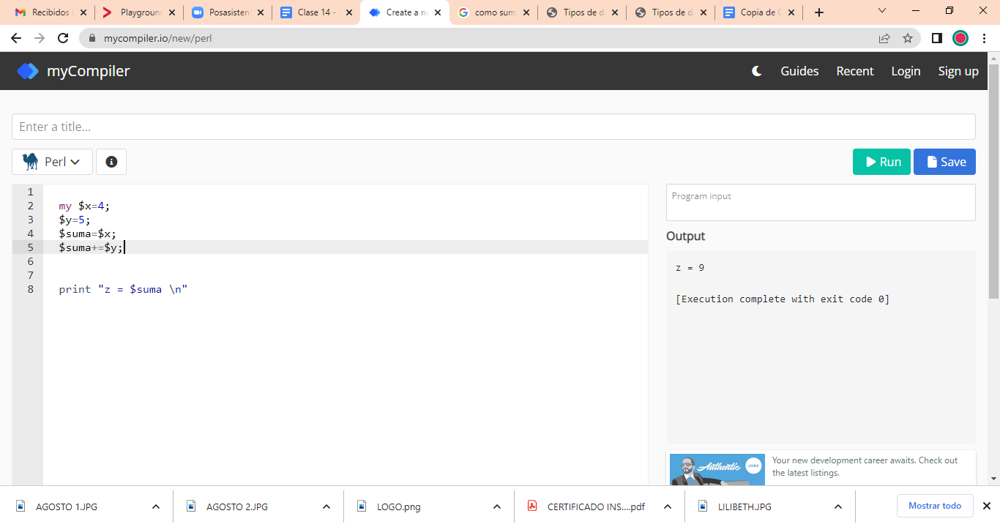 Recibidos
Playground
Posasisten
Clase 14 -
Create a ne
como sum
Tipos de d
Tipos de d
Copia de C
mycompiler.io/new/perl
myCompiler
Guides
Recent
Login
Sign up
Enter a title...
Perl
Run
Save
1
2 my $x=4;
3 $y=5;
4 $suma=$x;
5 $suma+=$y;
6
7
8 print "z = $suma \n"
Program input
Output
z = 9
[Execution complete with exit code 0]
Authentic JOBS
Your new development career awaits. Check out
the latest listings.
AGOSTO 1.JPG
AGOSTO 2.JPG
LOGO.png
CERTIFICADO INS....pdf
LILIBETH.JPG
Mostrar todo